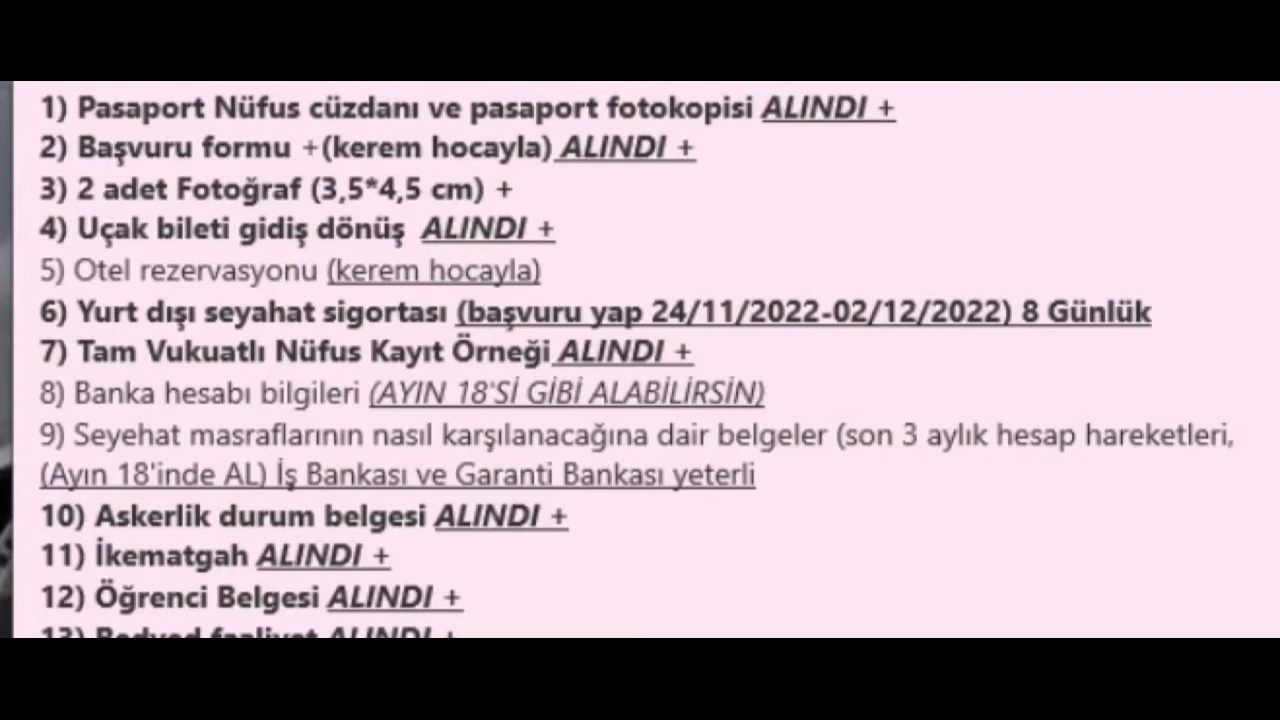 1) Pasaport Nüfus cüzdanı ve pasaport fotokopisi ALINDI +
2) Başvuru formu +(kerem hocayla) ALINDI +
3) 2 adet Fotoğraf (3,5*4,5 cm) +
4) Uçak bileti gidiş dönüş ALINDI +
5) Otel rezervasyonu (kerem hocayla)
6) Yurt dışı seyahat sigortası (başvuru yap 24/11/2022-02/12/2022) 8 Günlük
7) Tam Vukuatlı Nüfus Kayıt Örneği ALINDI +
8) Banka hesabı bilgileri (AYIN 18'Sİ GİBİ ALABİLİRSİN)
9) Seyehat masraflarının nasıl karşılanacağına dair belgeler (son 3 aylık hesap hareketleri,
(Ayın 18'inde AL) İş Bankası ve Garanti Bankası yeterli
10) Askerlik durum belgesi ALINDI +
11) İkematgah ALINDI +
12) Öğrenci Belgesi ALINDI +
13) Bedyed faaliyet ALINDI +